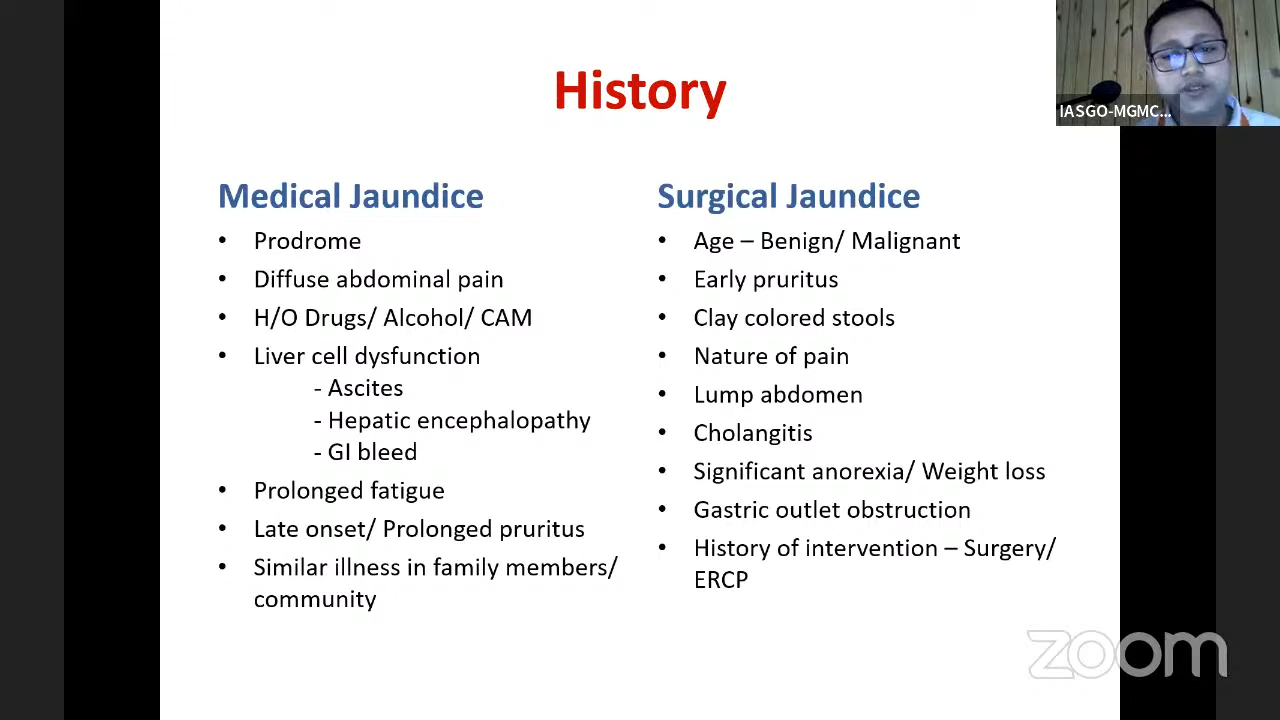 History
IASGO-MGMC...
Medical Jaundice
• Prodrome
• Diffuse abdominal pain
• H/O Drugs/ Alcohol/ CAM
• Liver cell dysfunction
- Ascites
- Hepatic encephalopathy
- GI bleed
• Prolonged fatigue
• Late onset/ Prolonged pruritus
• Similar illness in family members/
community
Surgical Jaundice
• Age – Benign/ Malignant
• Early pruritus
• Clay colored stools
• Nature of pain
• Lump abdomen
• Cholangitis
• Significant anorexia/ Weight loss
• Gastric outlet obstruction
• History of intervention – Surgery/
ERCP
zoom